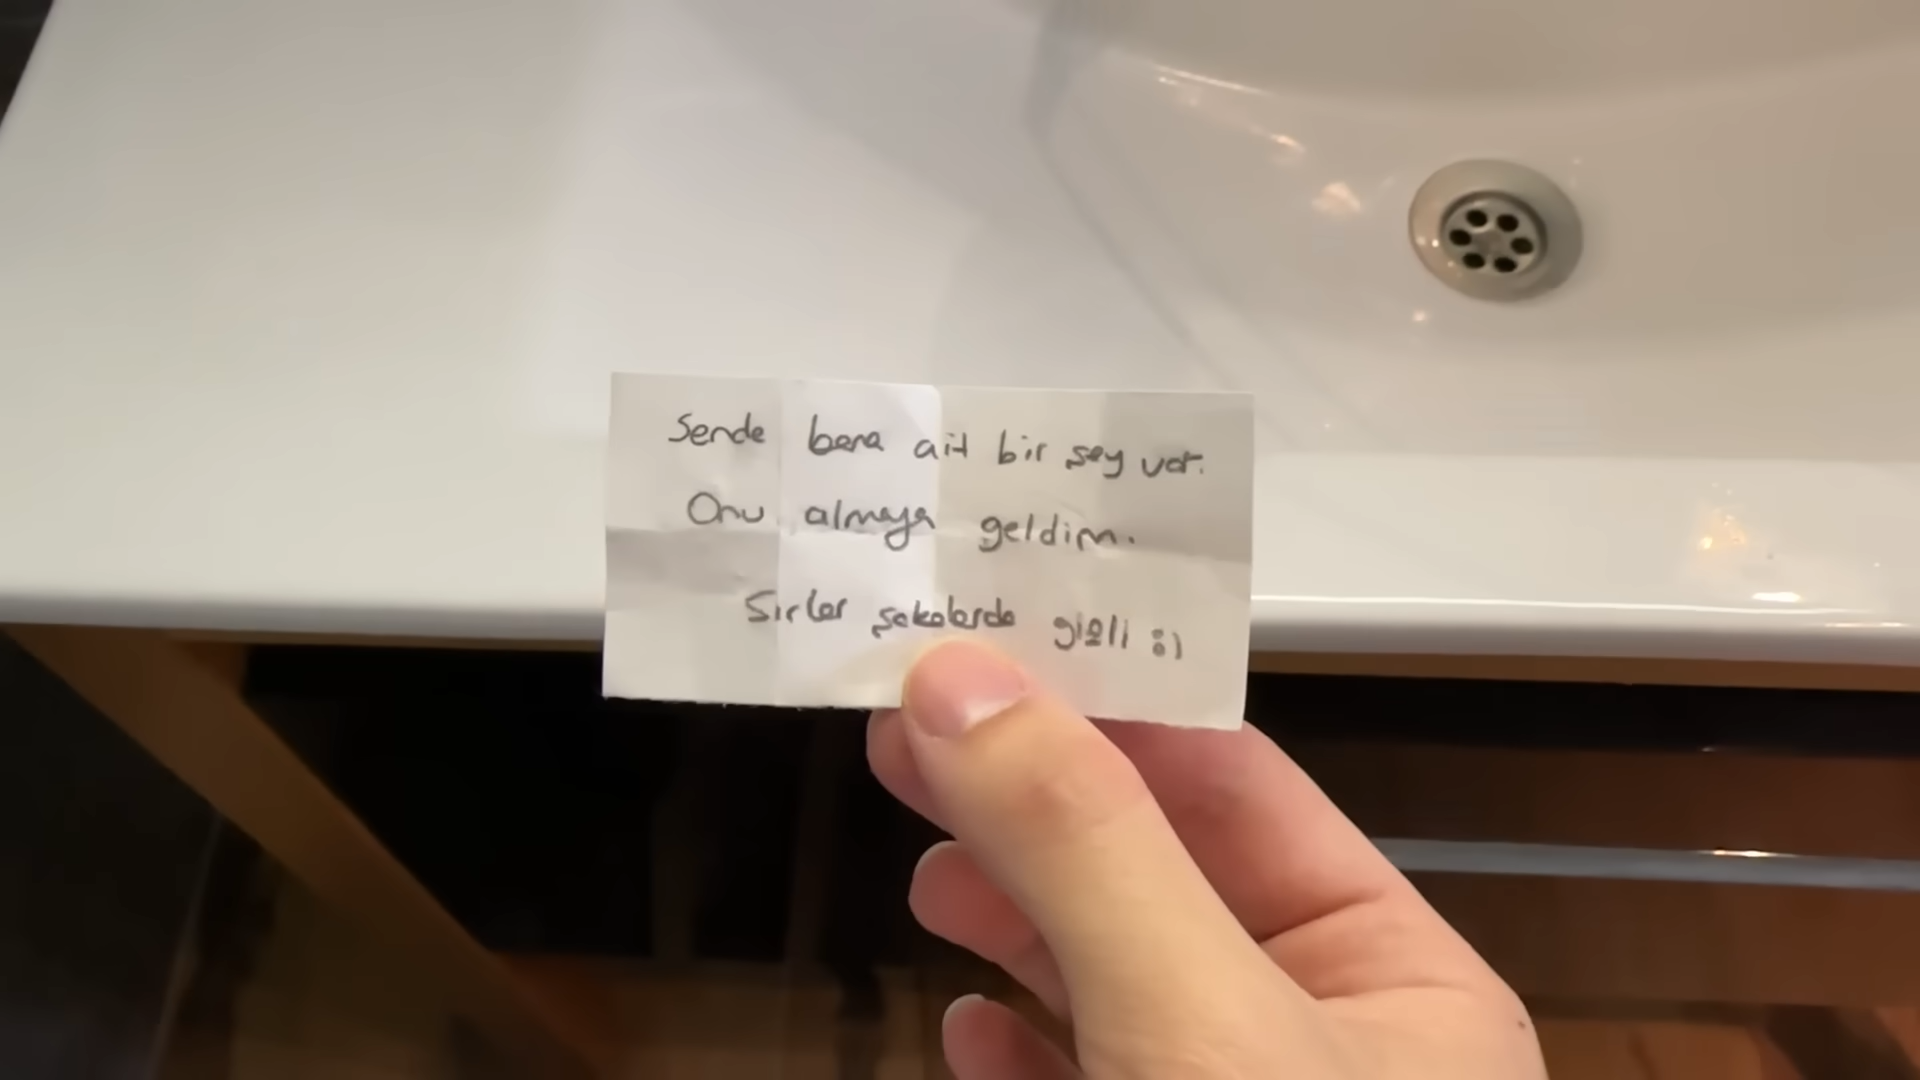 Sende bana ait bir şey var.
Onu almaya geldim.
Sırlar şakalarda gizli :)